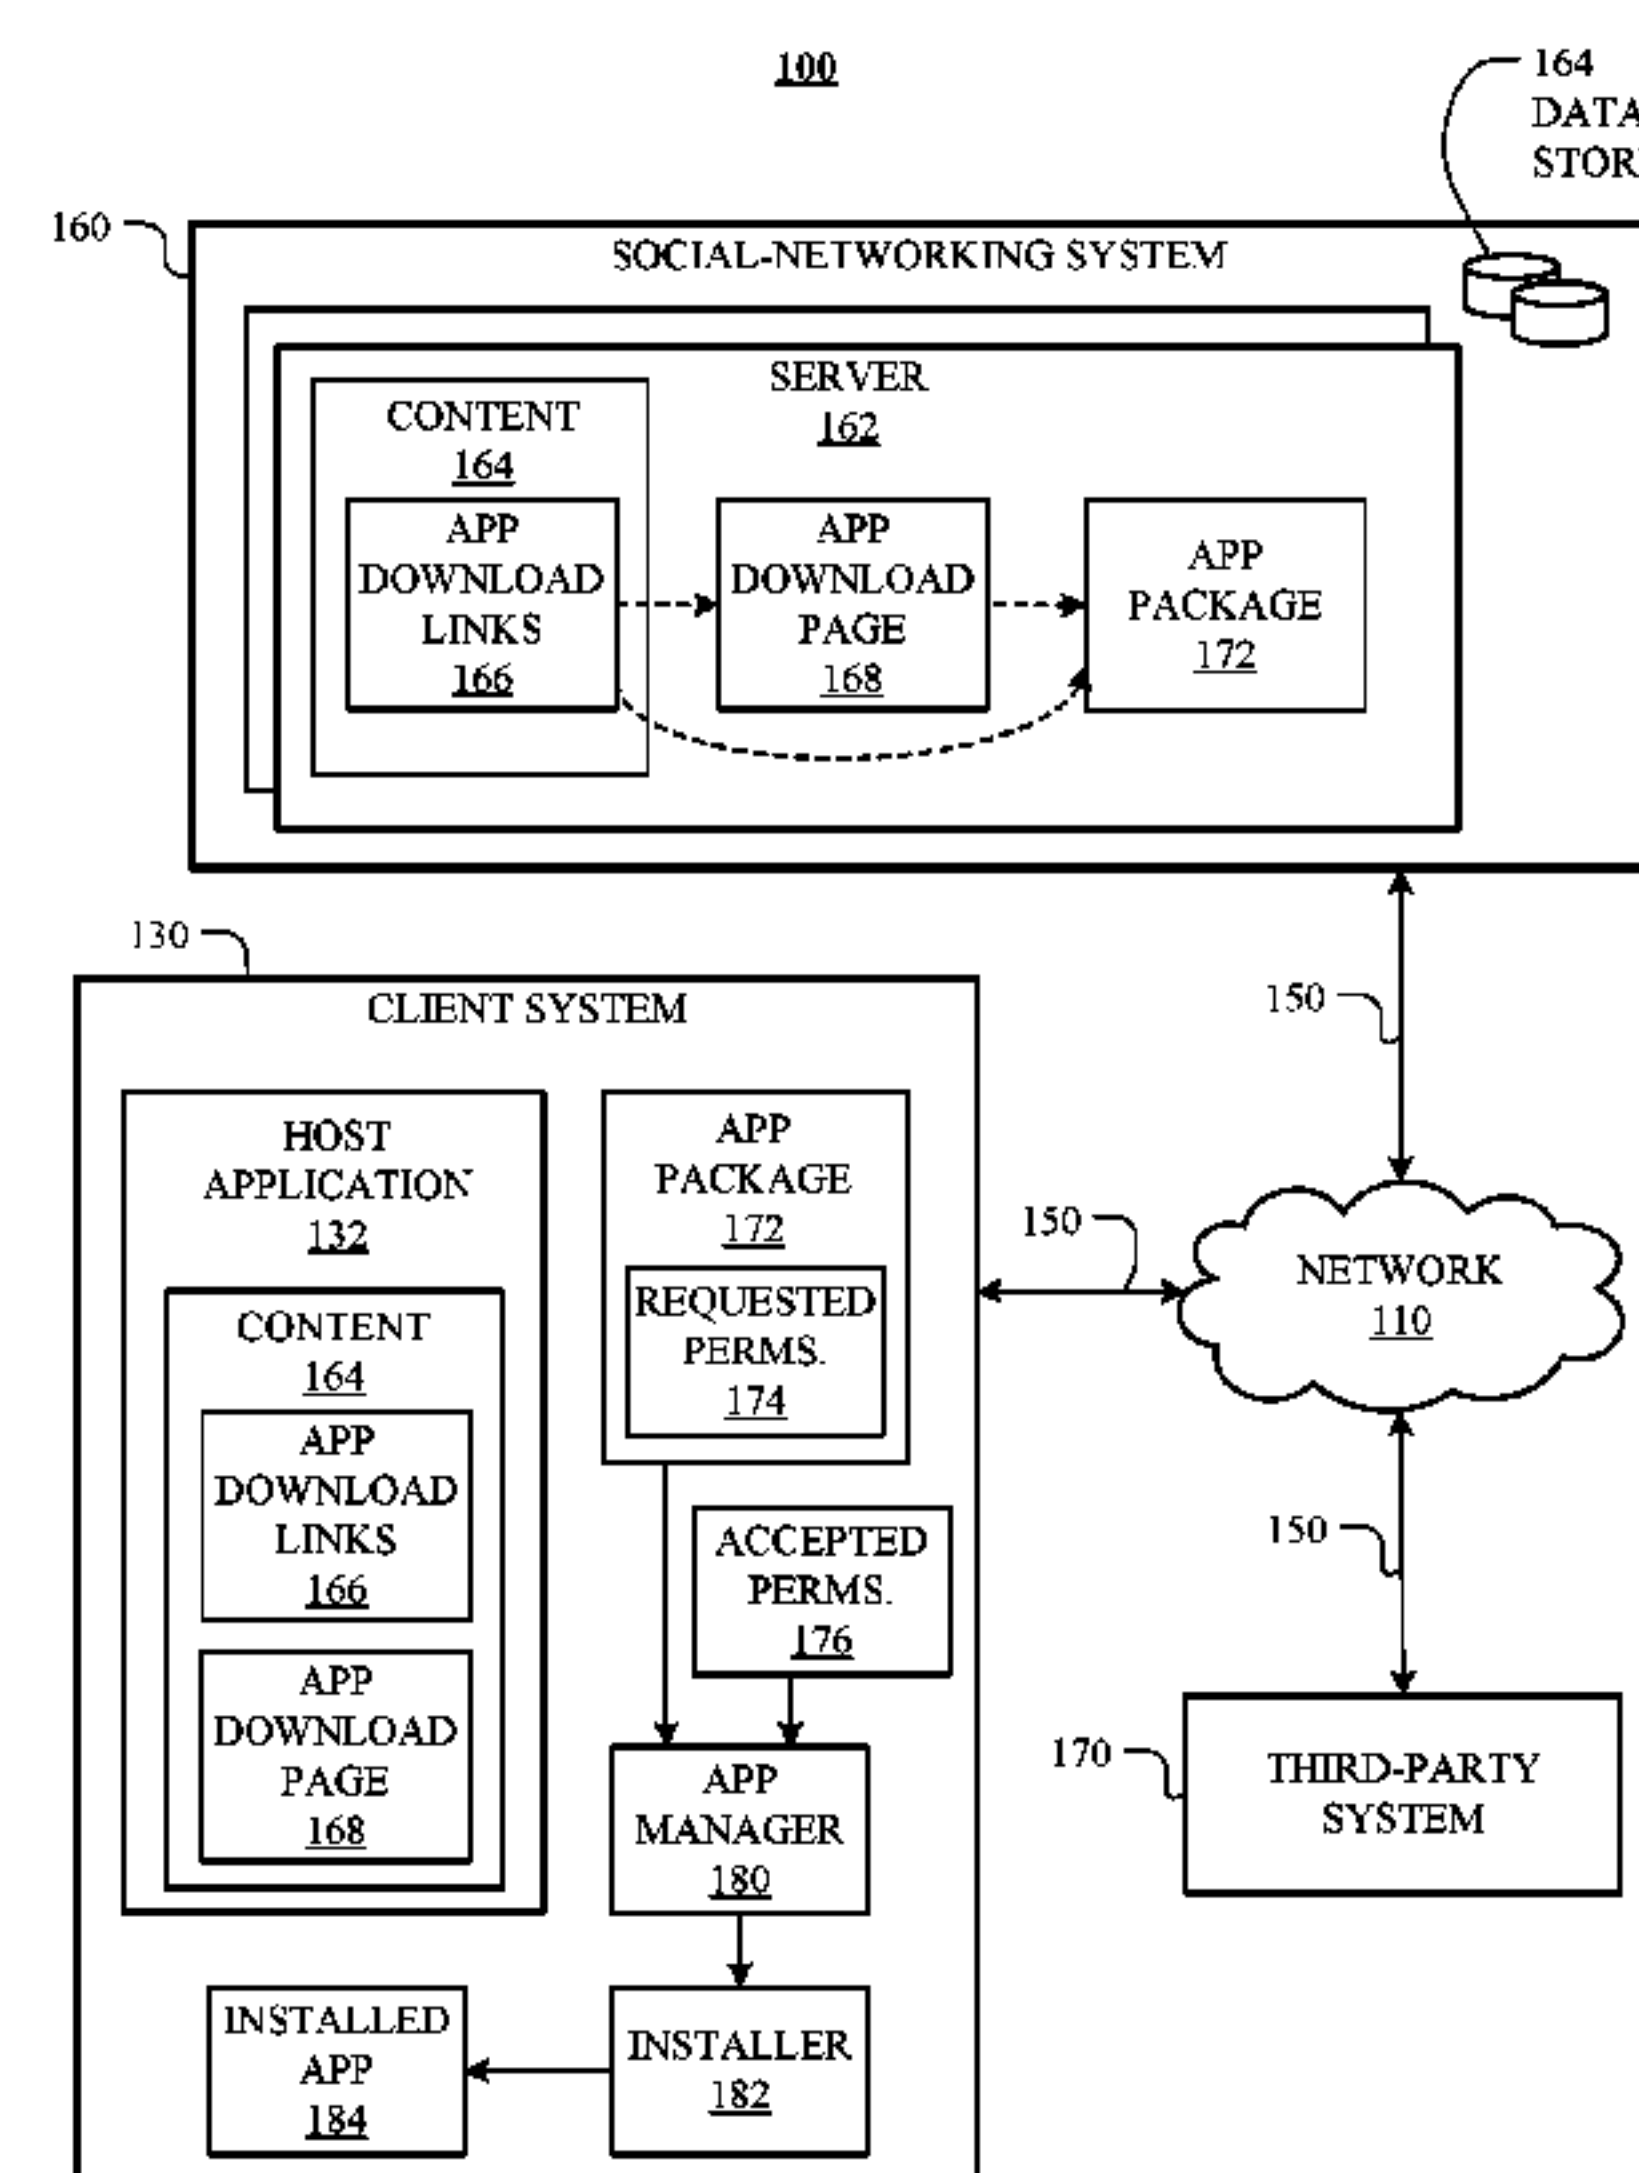 100
164
DATA
STOR
160
SOCIAL-NETWORKING SYSTEM
SERVER
162
CONTENT
164
APP
DOWNLOAD
LINKS
166
APP
DOWNLOAD
PAGE
168
APP
PACKAGE
172
130
CLIENT SYSTEM
HOST
APPLICATION
132
CONTENT
164
APP
DOWNLOAD
LINKS
166
APP
DOWNLOAD
PAGE
168
APP
PACKAGE
172
REQUESTED
PERMS.
174
ACCEPTED
PERMS.
176
APP
MANAGER
180
INSTALLER
182
INSTALLED
APP
184
150
150
NETWORK
110
150
170
THIRD-PARTY
SYSTEM